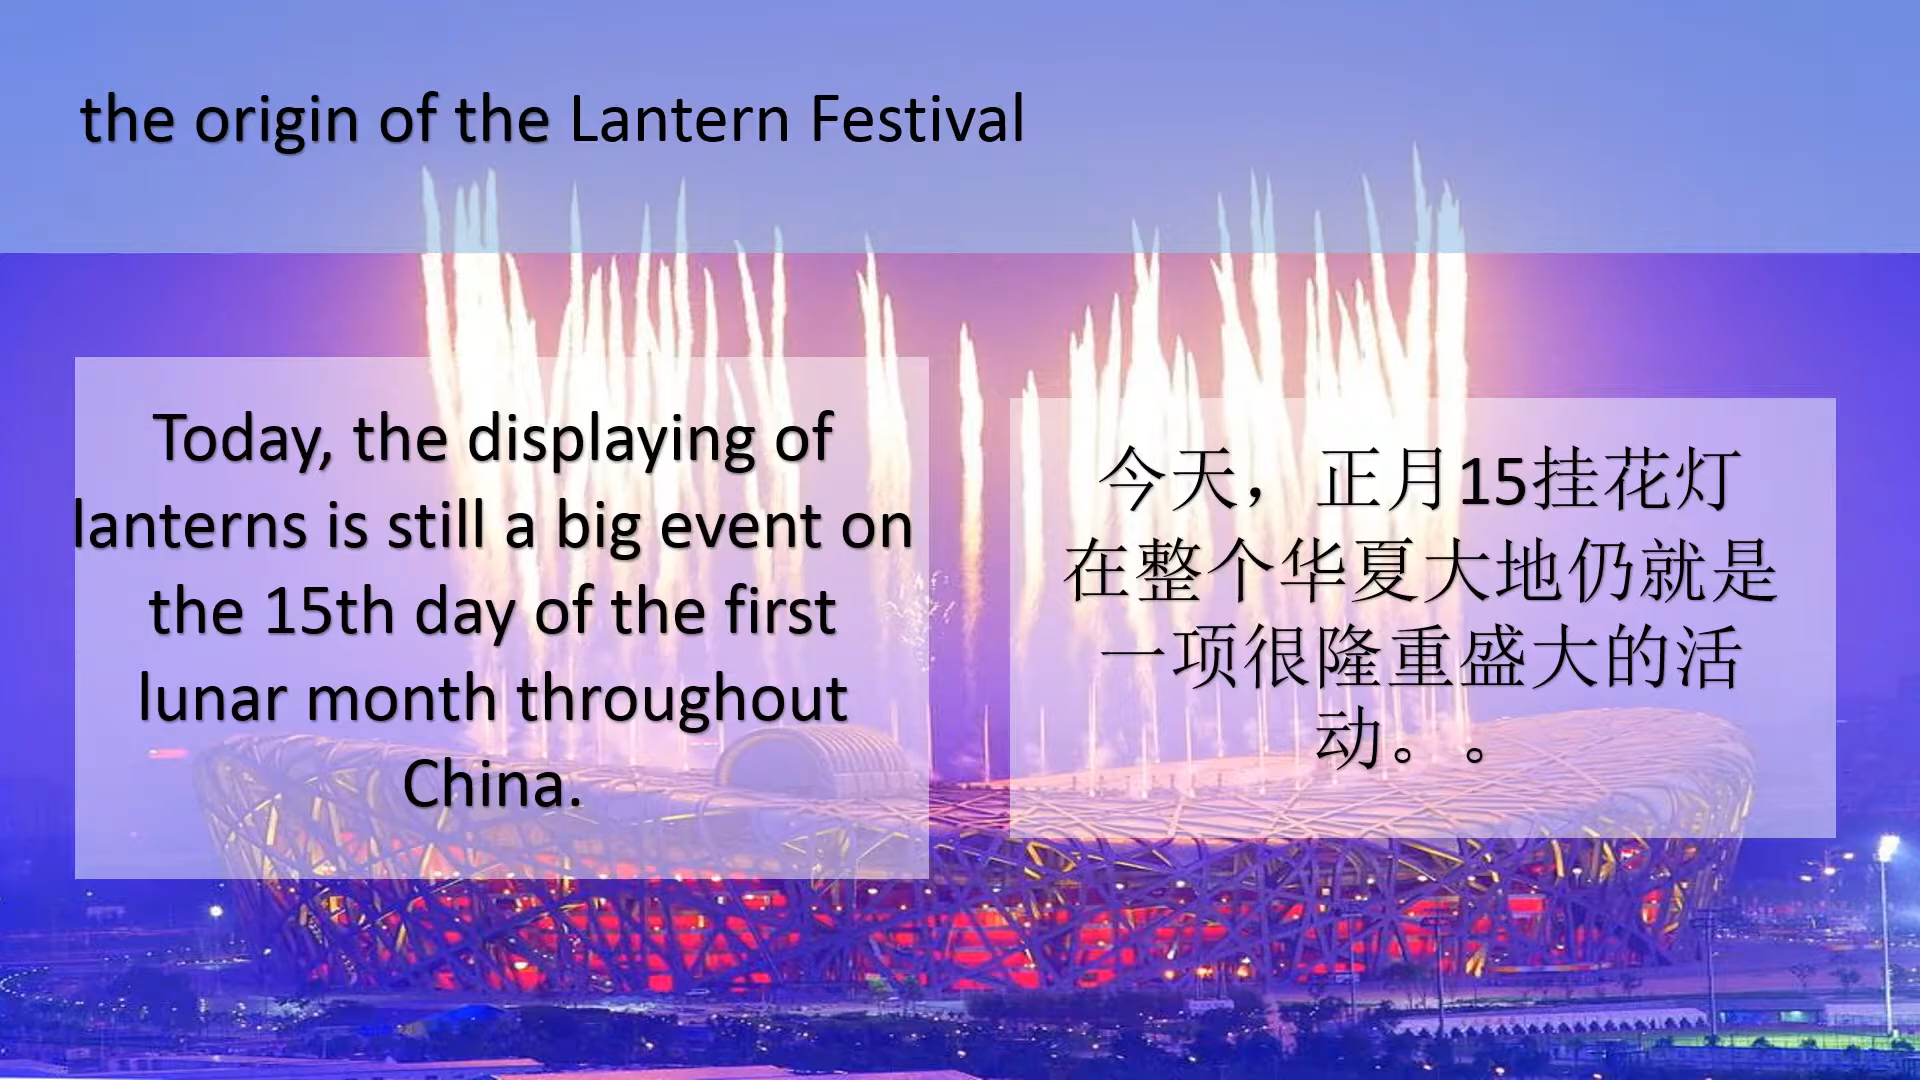 the origin of the Lantern Festival
Today, the displaying of
lanterns is still a big event on
the 15th day of the first
lunar month throughout
China.
今天，正月15挂花灯
在整个华夏大地仍就是
一项很隆重盛大的活
动。。